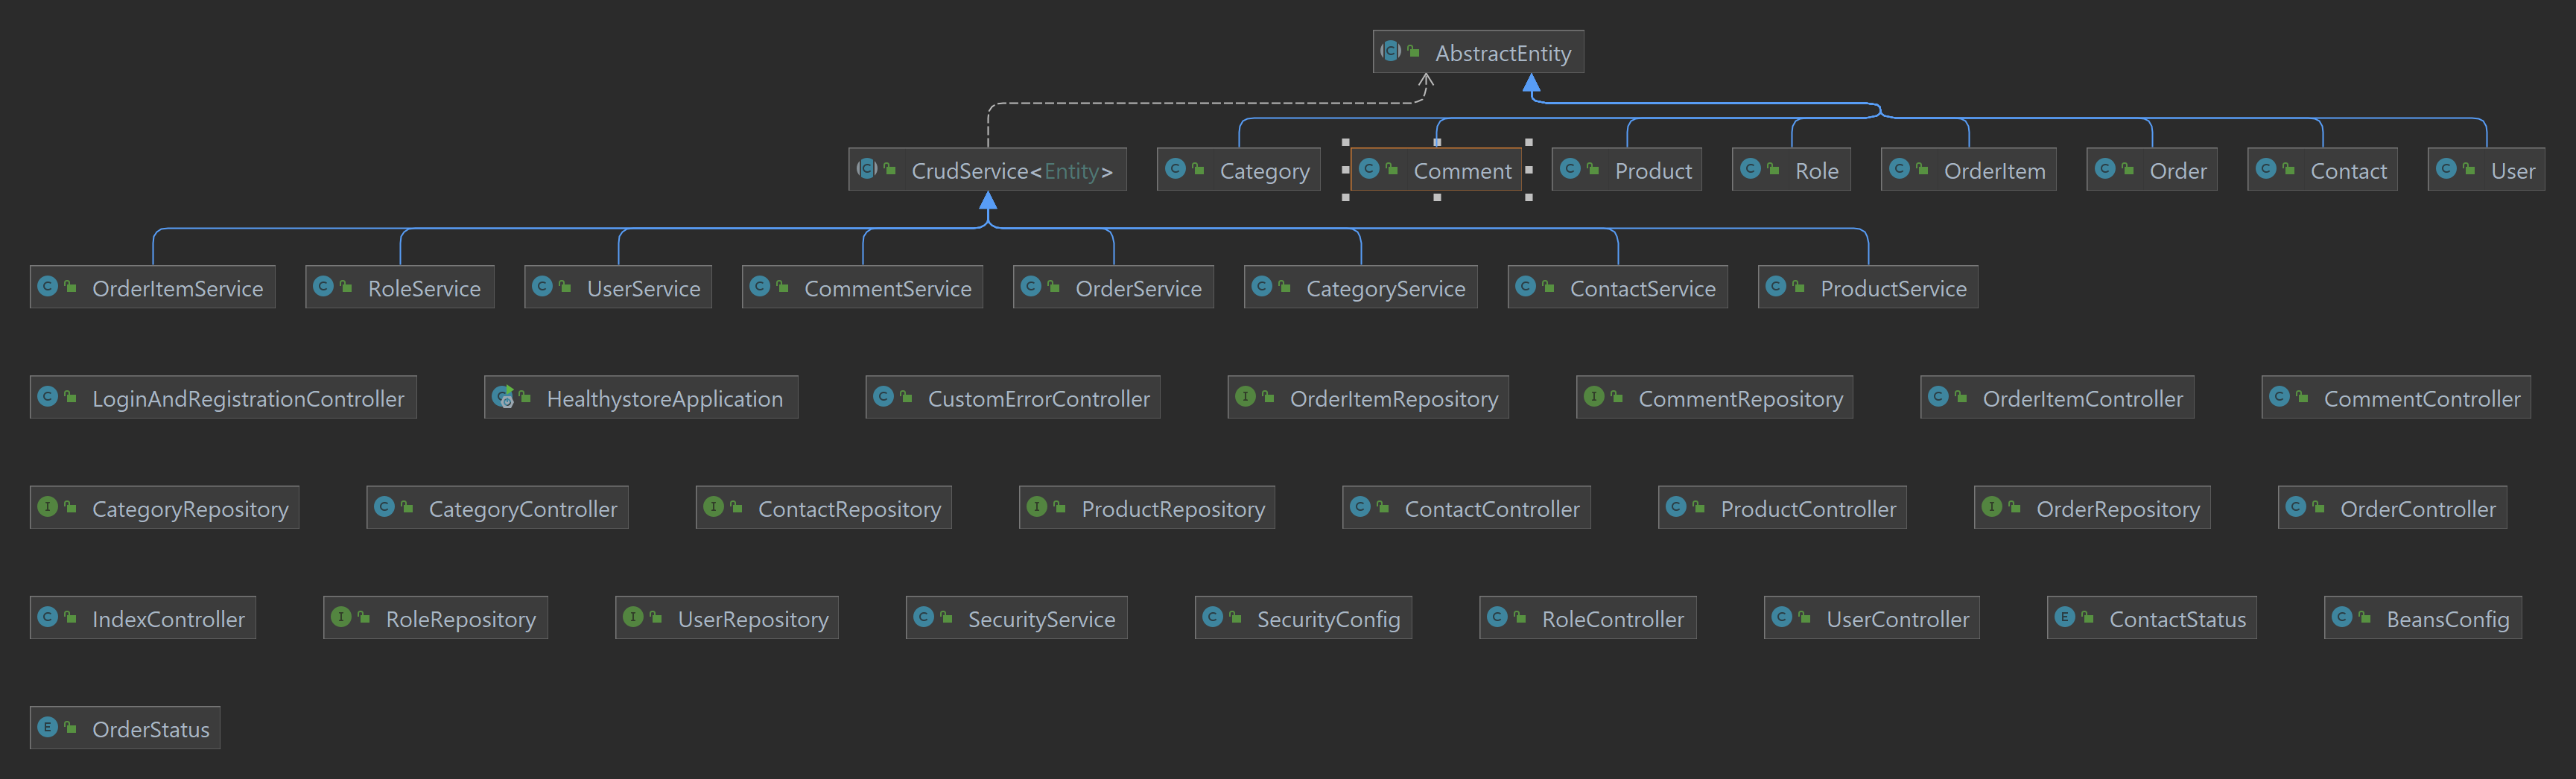 AbstractEntity
CrudService<Entity> Category Comment Product Role OrderItem Order Contact User
OrderItemService RoleService UserService CommentService OrderService CategoryService ContactService ProductService
LoginAndRegistrationController HealthystoreApplication CustomErrorController OrderItemRepository CommentRepository OrderItemController CommentController
CategoryRepository CategoryController ContactRepository ProductRepository ContactController ProductController OrderRepository OrderController
IndexController RoleRepository UserRepository SecurityService SecurityConfig RoleController UserController ContactStatus BeansConfig
OrderStatus